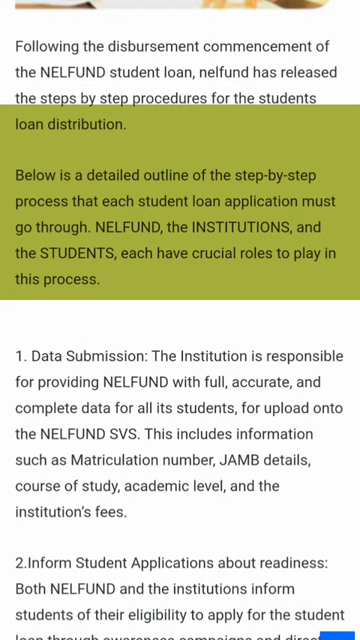 Following the disbursement commencement of
the NELFUND student loan, nelfund has released
the steps by step procedures for the students
loan distribution.
Below is a detailed outline of the step-by-step
process that each student loan application must
go through. NELFUND, the INSTITUTIONS, and
the STUDENTS, each have crucial roles to play in
this process.
1. Data Submission: The Institution is responsible
for providing NELFUND with full, accurate, and
complete data for all its students, for upload onto
the NELFUND SVS. This includes information
such as Matriculation number, JAMB details,
course of study, academic level, and the
institution's fees.
2.Inform Student Applications about readiness:
Both NELFUND and the institutions inform
students of their eligibility to apply for the student
loan through awareness campaigns and